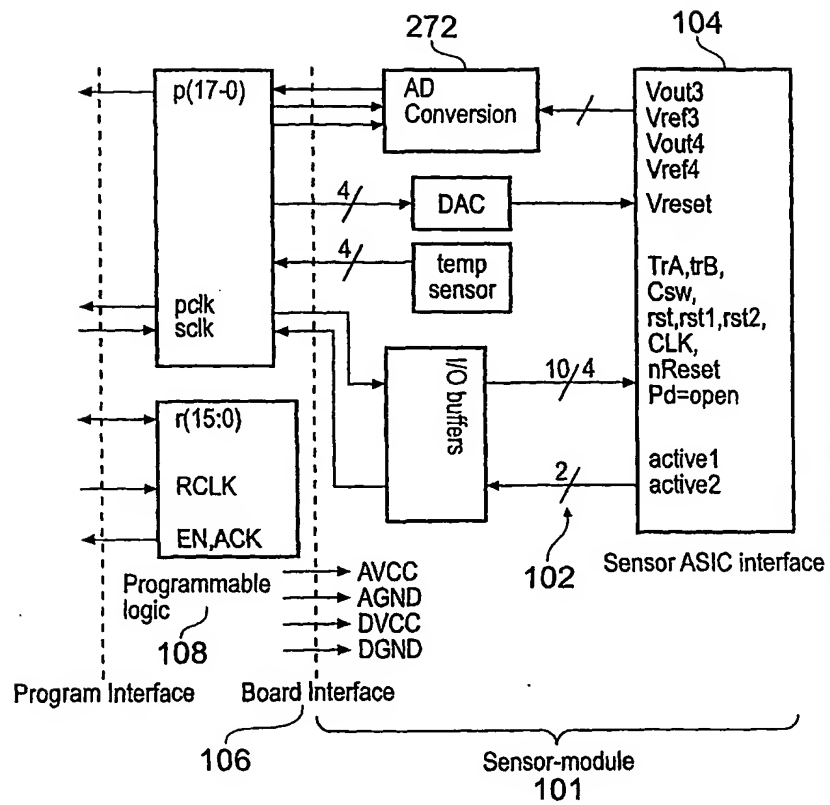 272
104
p(17-0)
AD
Conversion
Vout3
Vref3
Vout4
Vref4
Vreset
4
DAC
4
temp
sensor
TrA,trB,
Csw,
rst,rst1,rst2,
CLK,
nReset
Pd=open
pclk
sclk
I/O buffers
10 4
r(15:0)
RCLK
EN,ACK
2
active1
active2
102
Sensor ASIC interface
Programmable
logic
108
AVCC
AGND
DVCC
DGND
Program Interface
Board Interface
106
Sensor-module
101